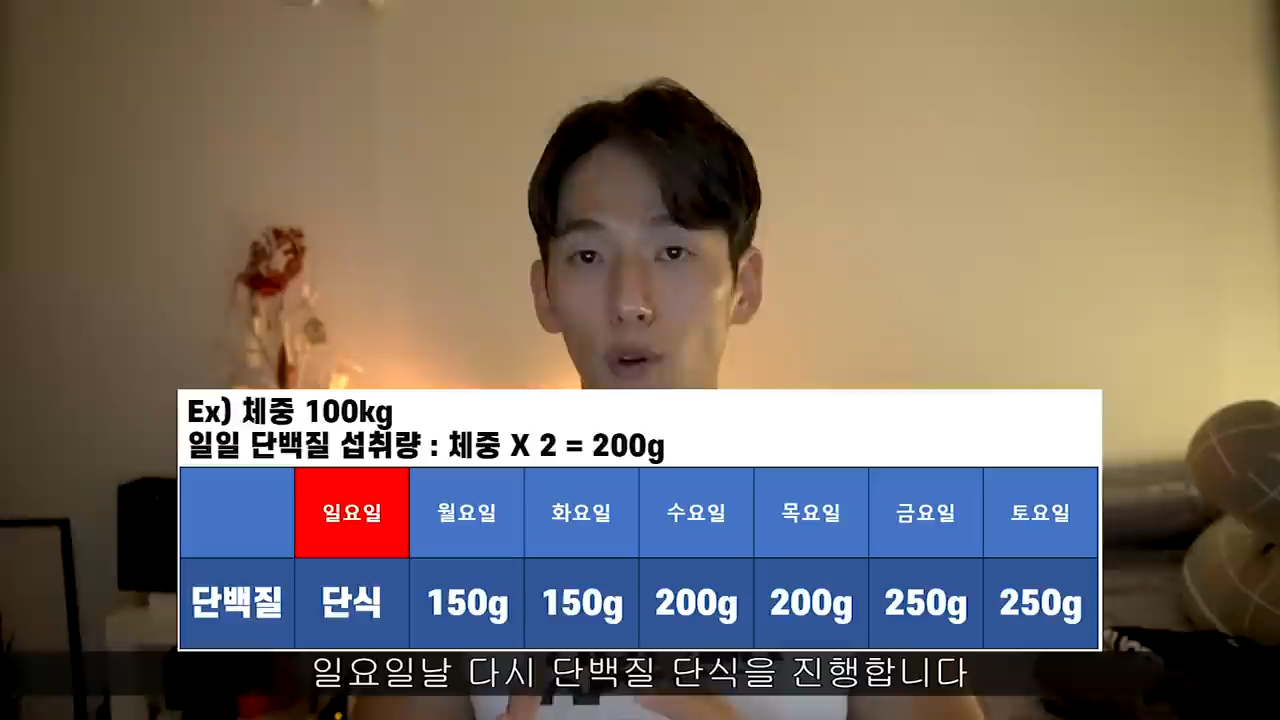 Ex) 체중 100kg
일일 단백질 섭취량 : 체중 X 2 = 200g
일요일 월요일 화요일 수요일 목요일 금요일 토요일
단백질 단식 150g 150g 200g 200g 250g 250g
일요일날 다시 단백질 단식을 진행합니다